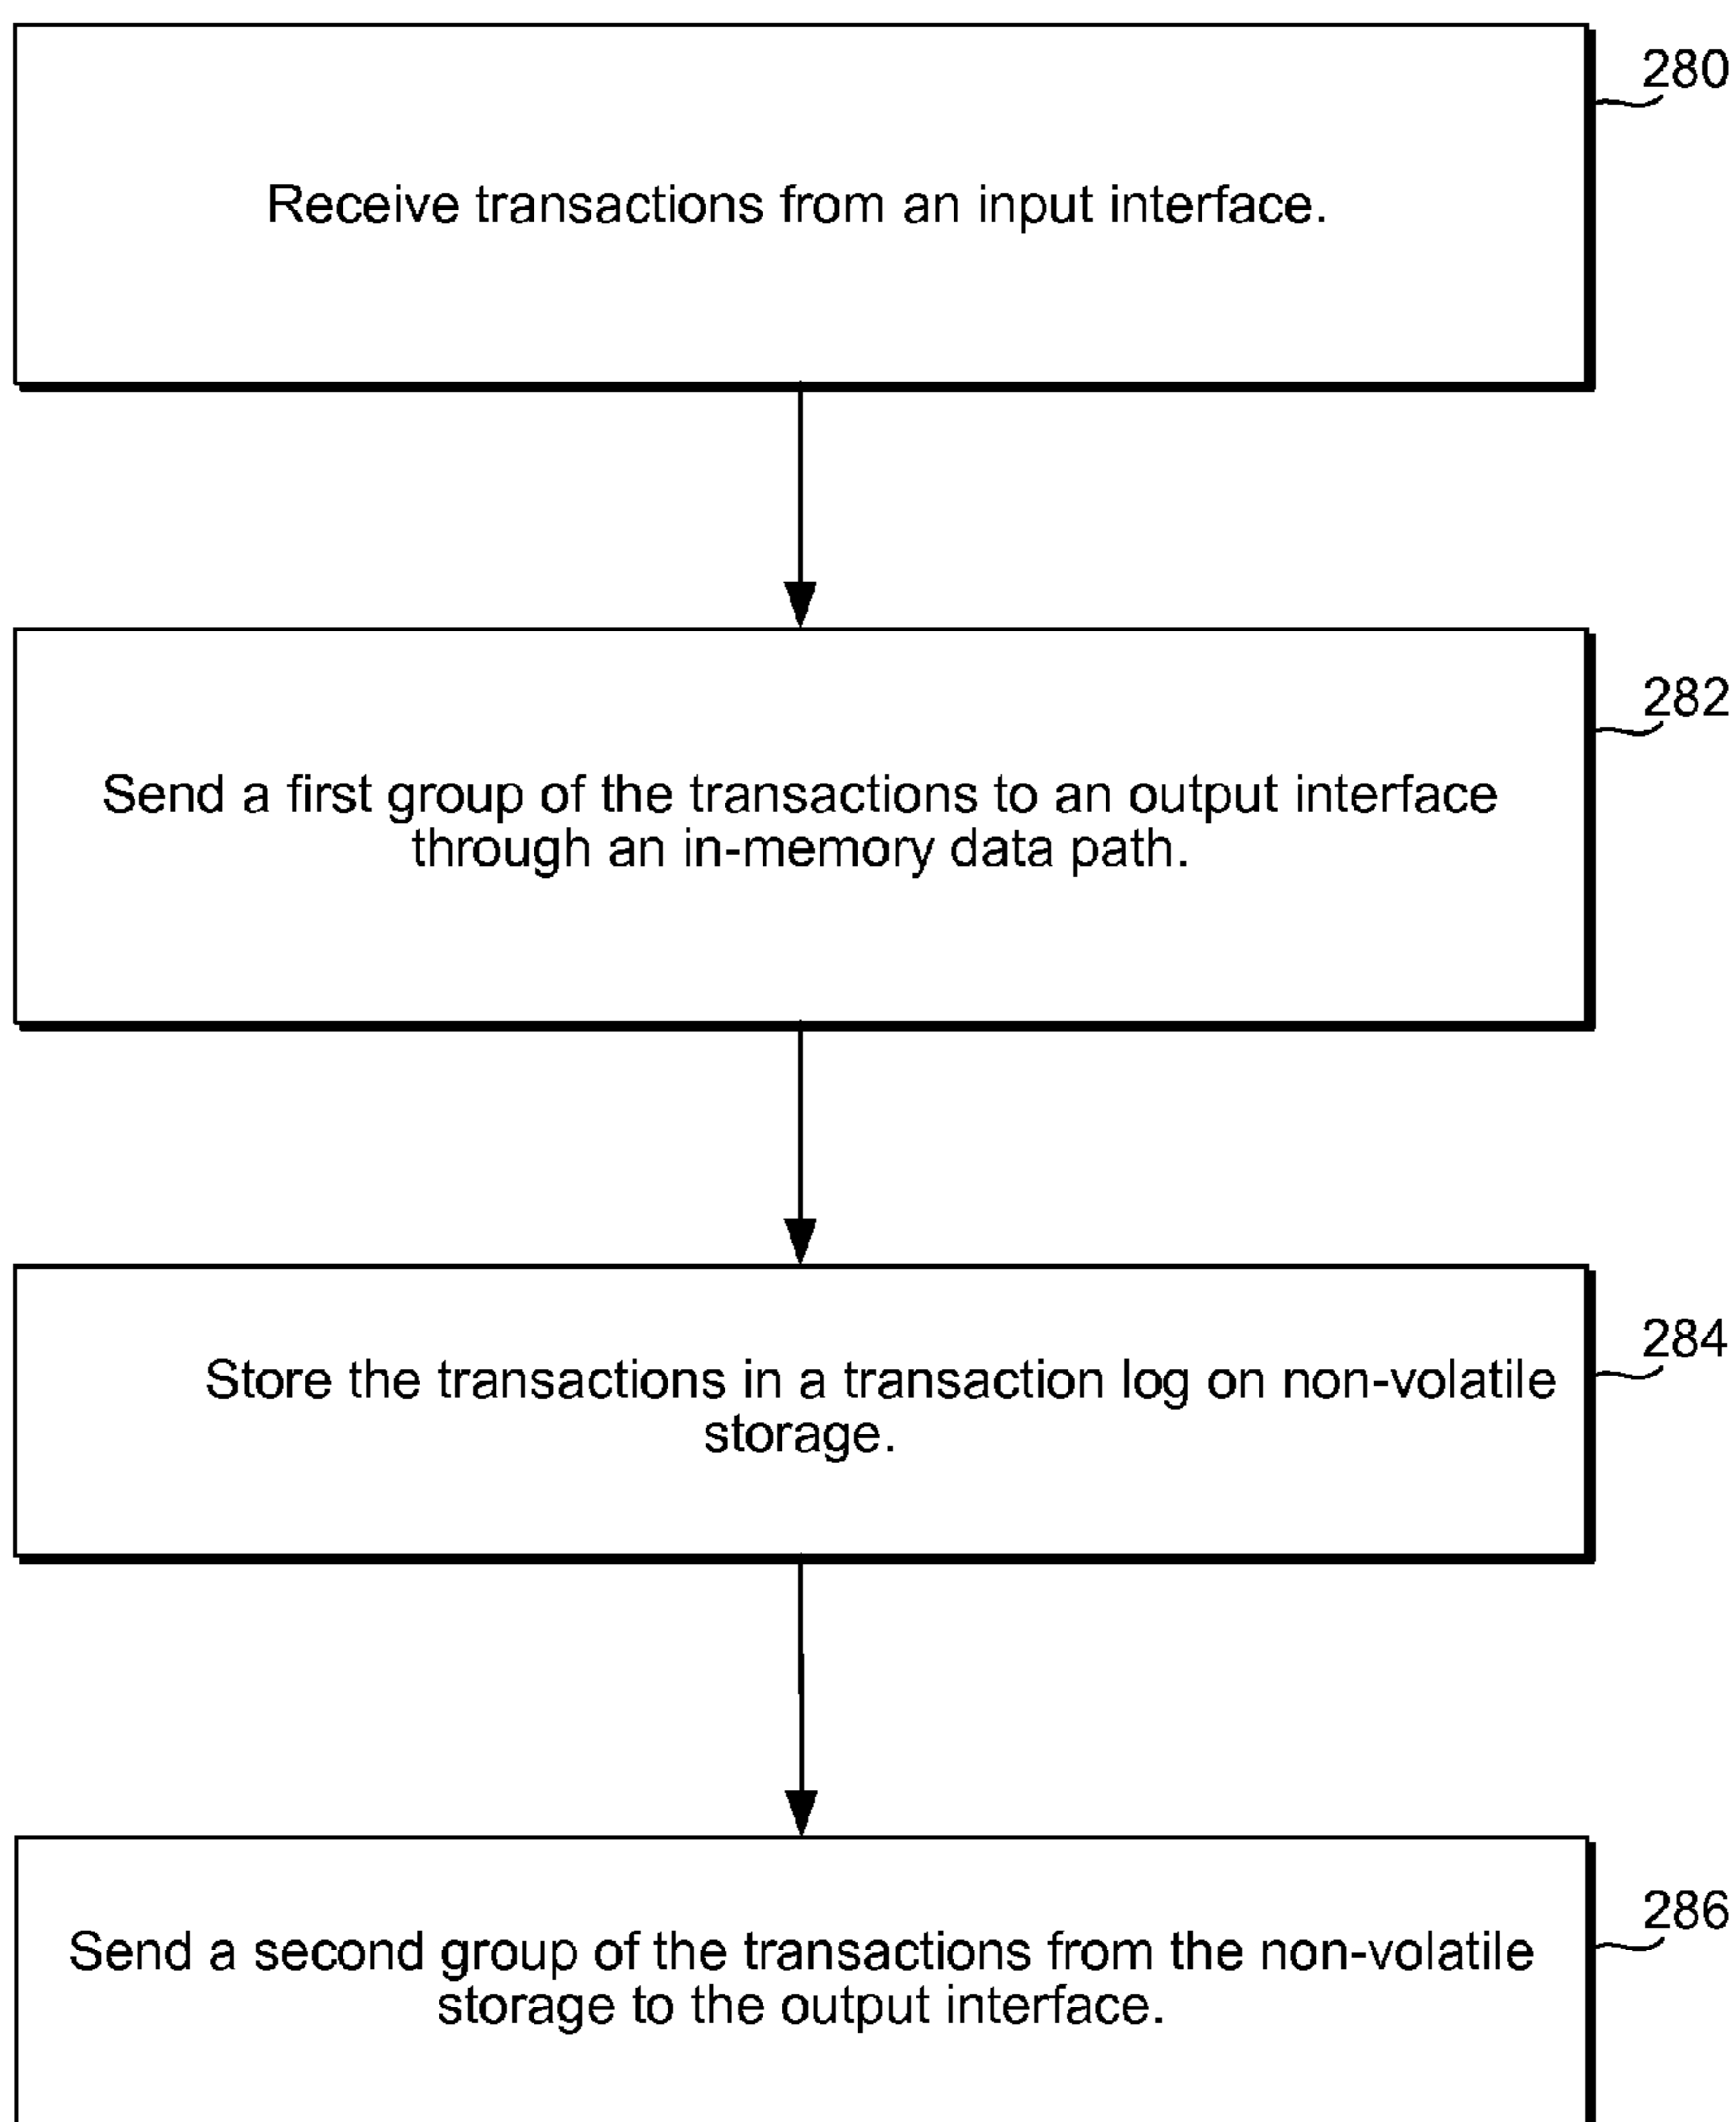 280
Receive transactions from an input interface.
282
Send a first group of the transactions to an output interface
through an in-memory data path.
284
Store the transactions in a transaction log on non-volatile
storage.
286
Send a second group of the transactions from the non-volatile
storage to the output interface.